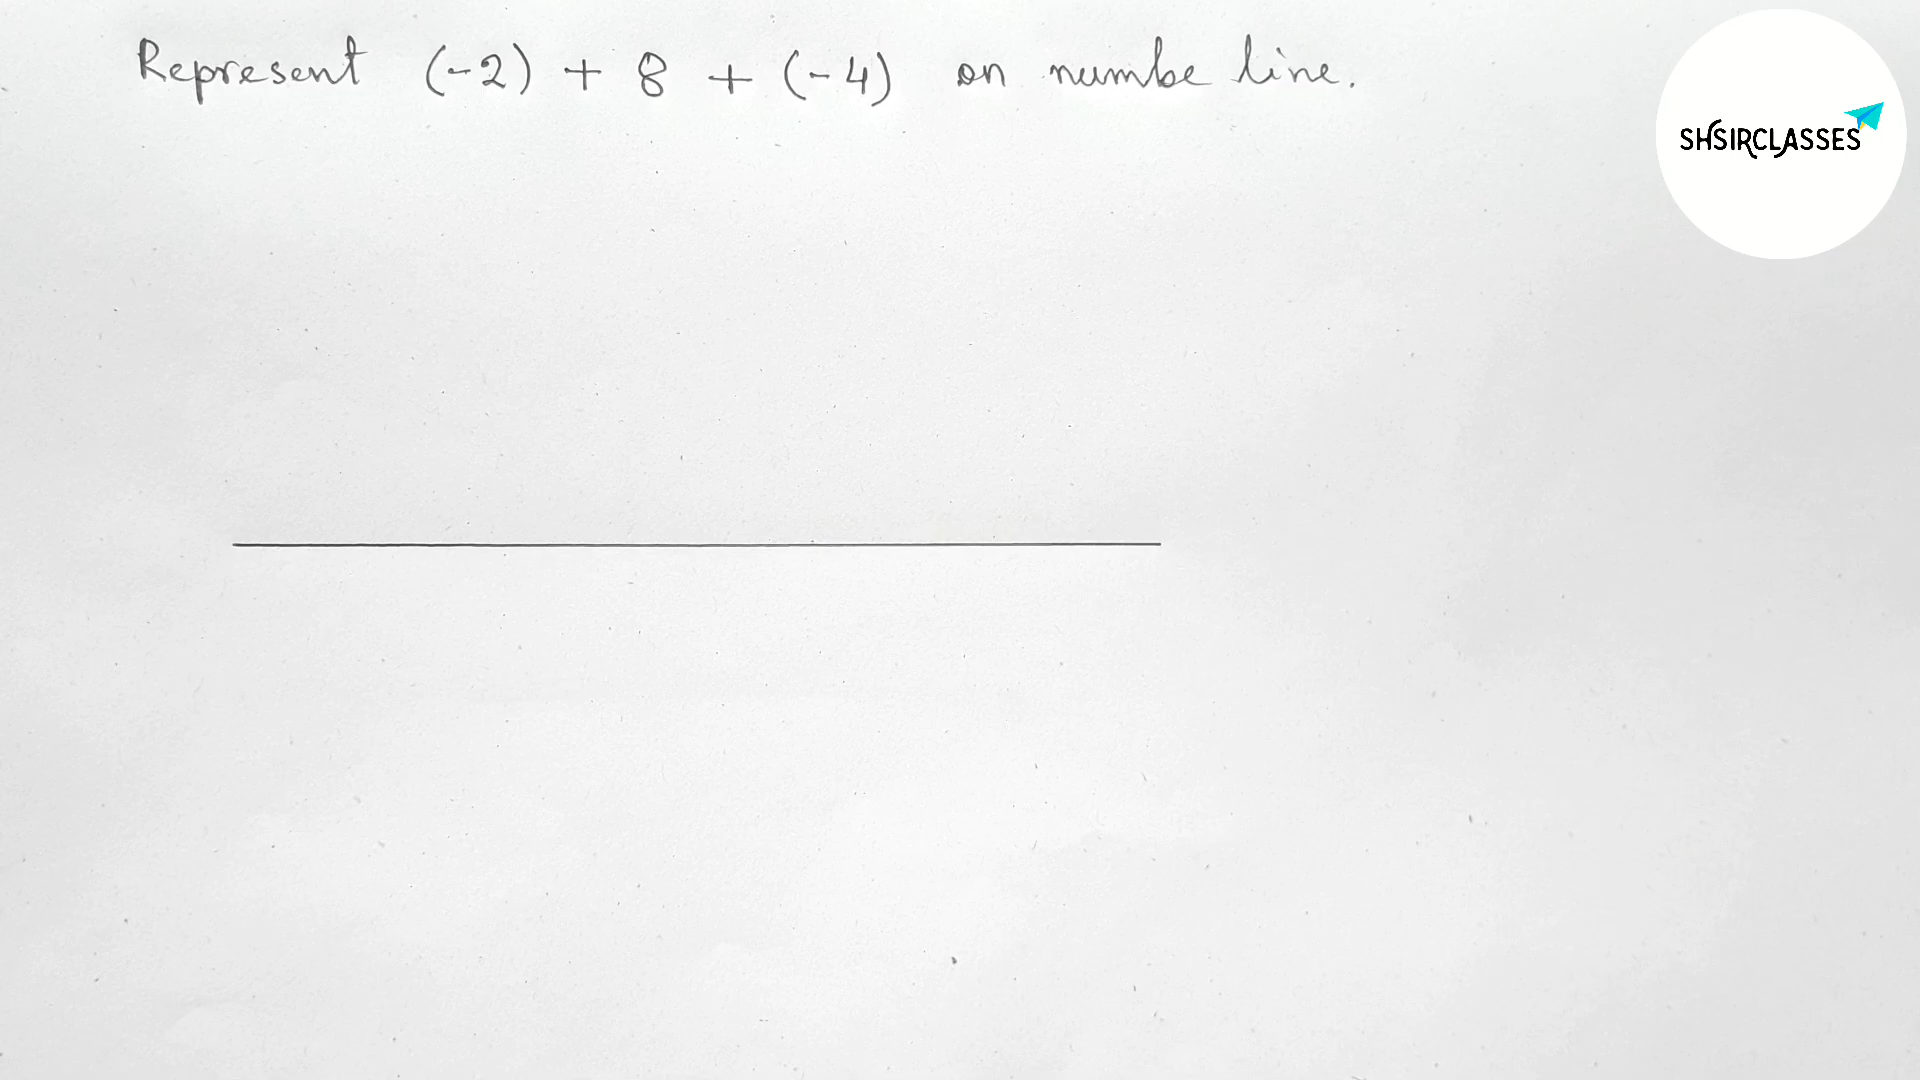 Represent (-2) + 8 + (-4) on numbe line.
SHSIRCLASSES